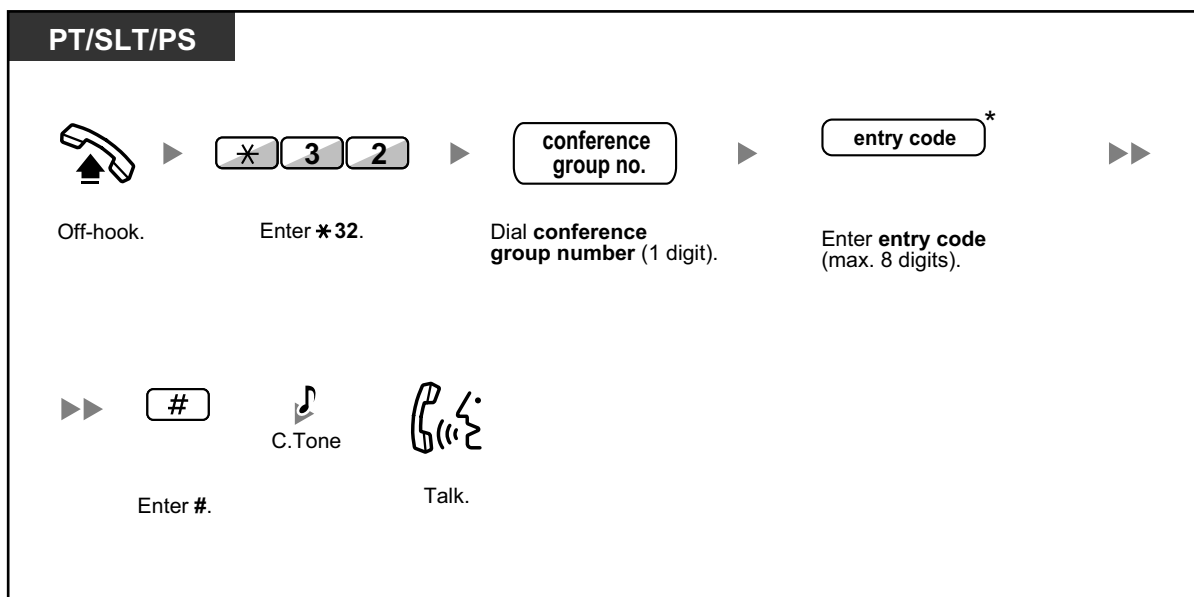 PT/SLT/PS
* 3 2
conference
group no.
entry code *
Off-hook.
Enter *32.
Dial conference
group number (1 digit).
Enter entry code
(max. 8 digits).
#
C.Tone
Enter #.
Talk.